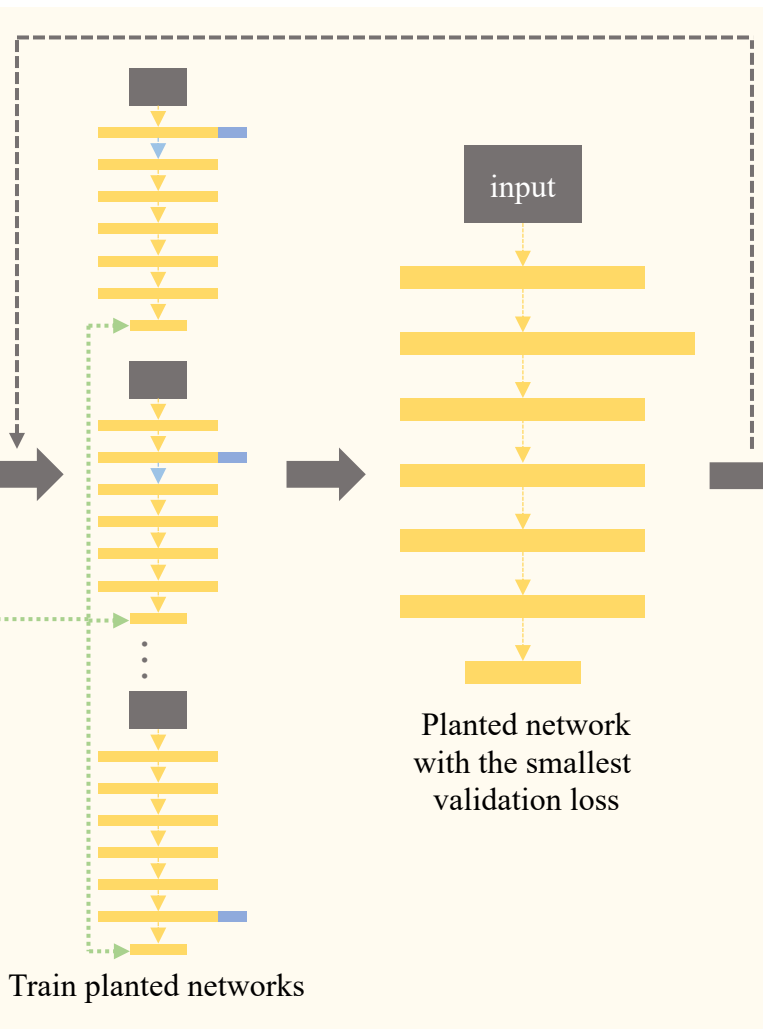 input
Planted network
with the smallest
validation loss
Train planted networks